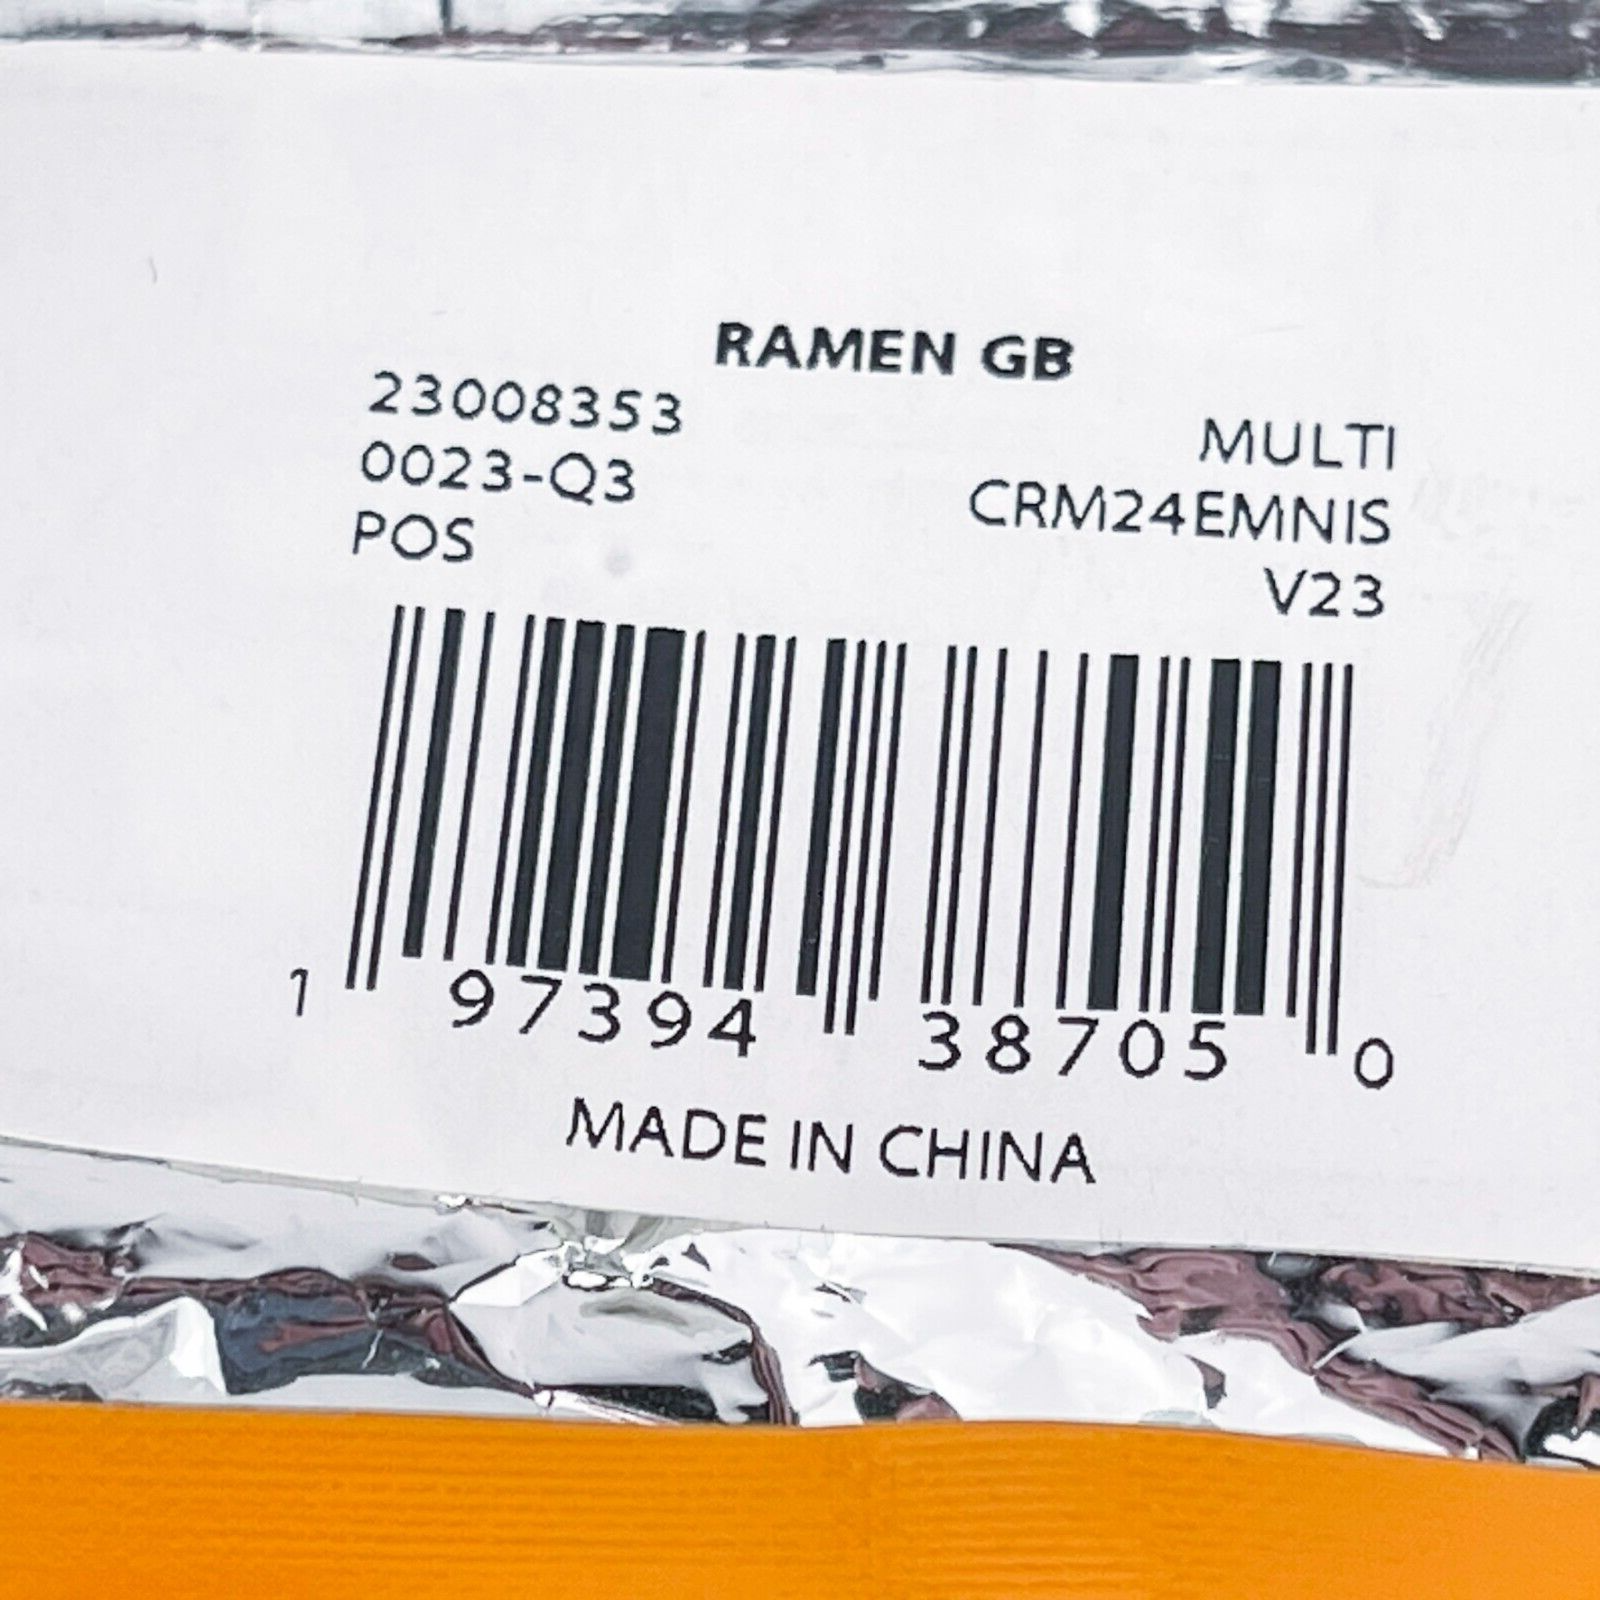 RAMEN GB
23008353
MULTI
0023-Q3
CRM24EMNIS
POS
V23
1 97394 38705 0
MADE IN CHINA